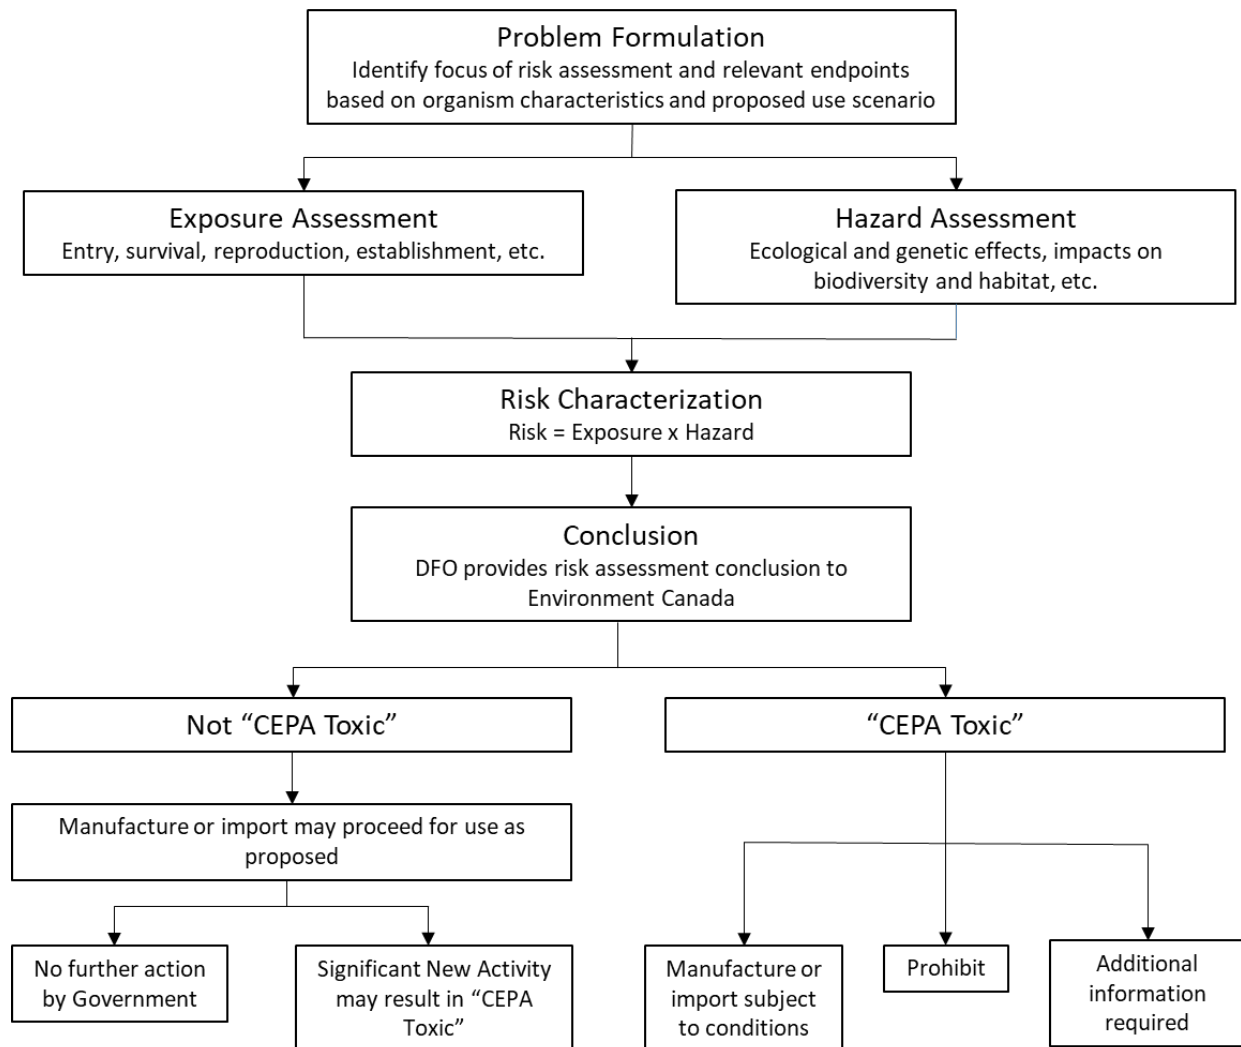 Problem Formulation
Identify focus of risk assessment and relevant endpoints
based on organism characteristics and proposed use scenario
Exposure Assessment
Entry, survival, reproduction, establishment, etc.
Hazard Assessment
Ecological and genetic effects, impacts on
biodiversity and habitat, etc.
Risk Characterization
Risk = Exposure x Hazard
Conclusion
DFO provides risk assessment conclusion to
Environment Canada
Not “CEPA Toxic”
“CEPA Toxic”
Manufacture or import may proceed for use as
proposed
No further action
by Government
Significant New Activity
may result in “CEPA
Toxic”
Manufacture or
import subject
to conditions
Prohibit
Additional
information
required